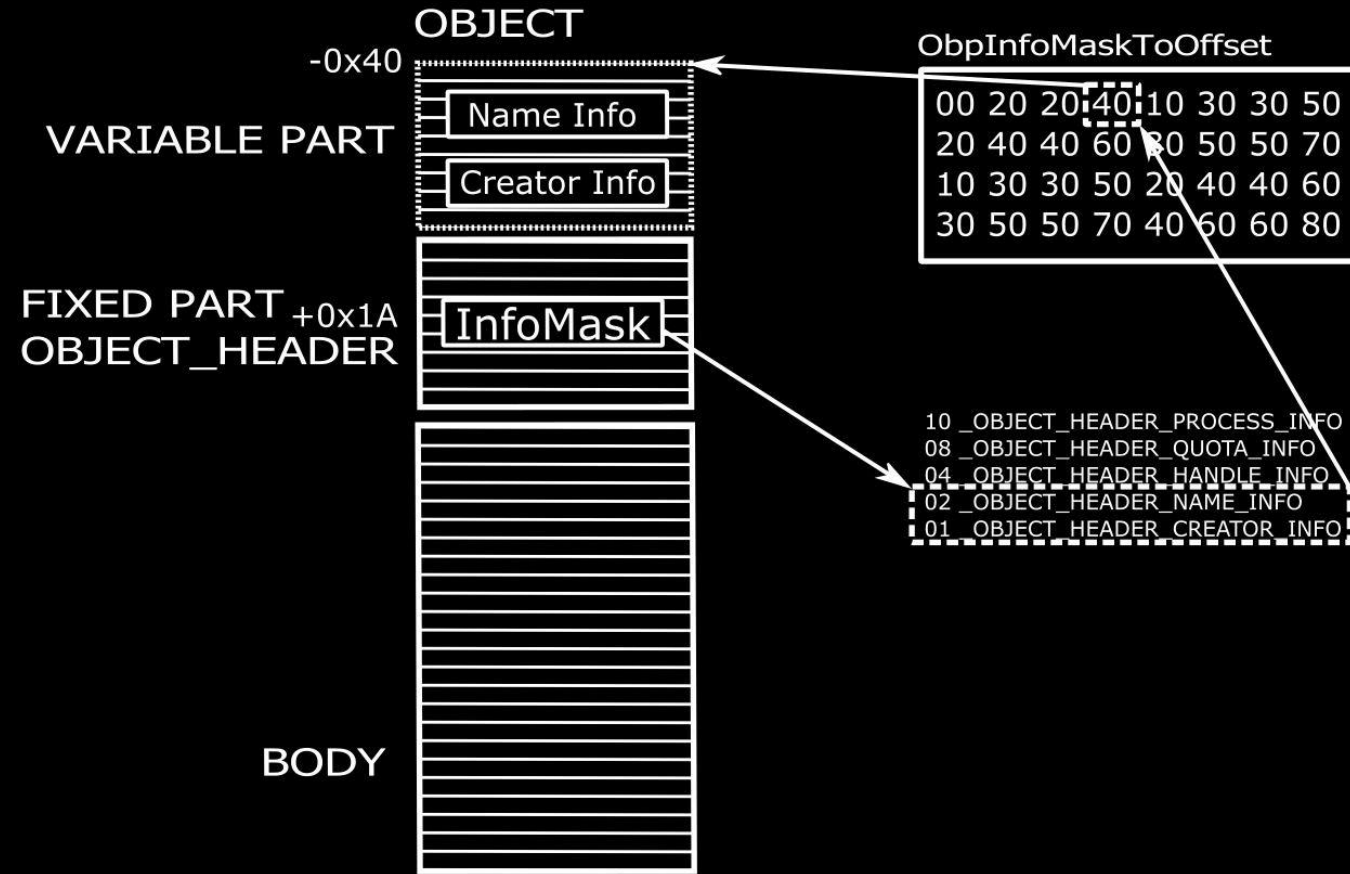 OBJECT
-0x40
Name Info
VARIABLE PART
Creator Info
FIXED PART +0x1A
OBJECT_HEADER
InfoMask
BODY
ObpInfoMaskToOffset
00 20 20 40 10 30 30 50
20 40 40 60 30 50 50 70
10 30 30 50 20 40 40 60
30 50 50 70 40 60 60 80
10 _OBJECT_HEADER_PROCESS_INFO
08 _OBJECT_HEADER_QUOTA_INFO
04 _OBJECT_HEADER_HANDLE_INFO
02 _OBJECT_HEADER_NAME_INFO
01 _OBJECT_HEADER_CREATOR_INFO